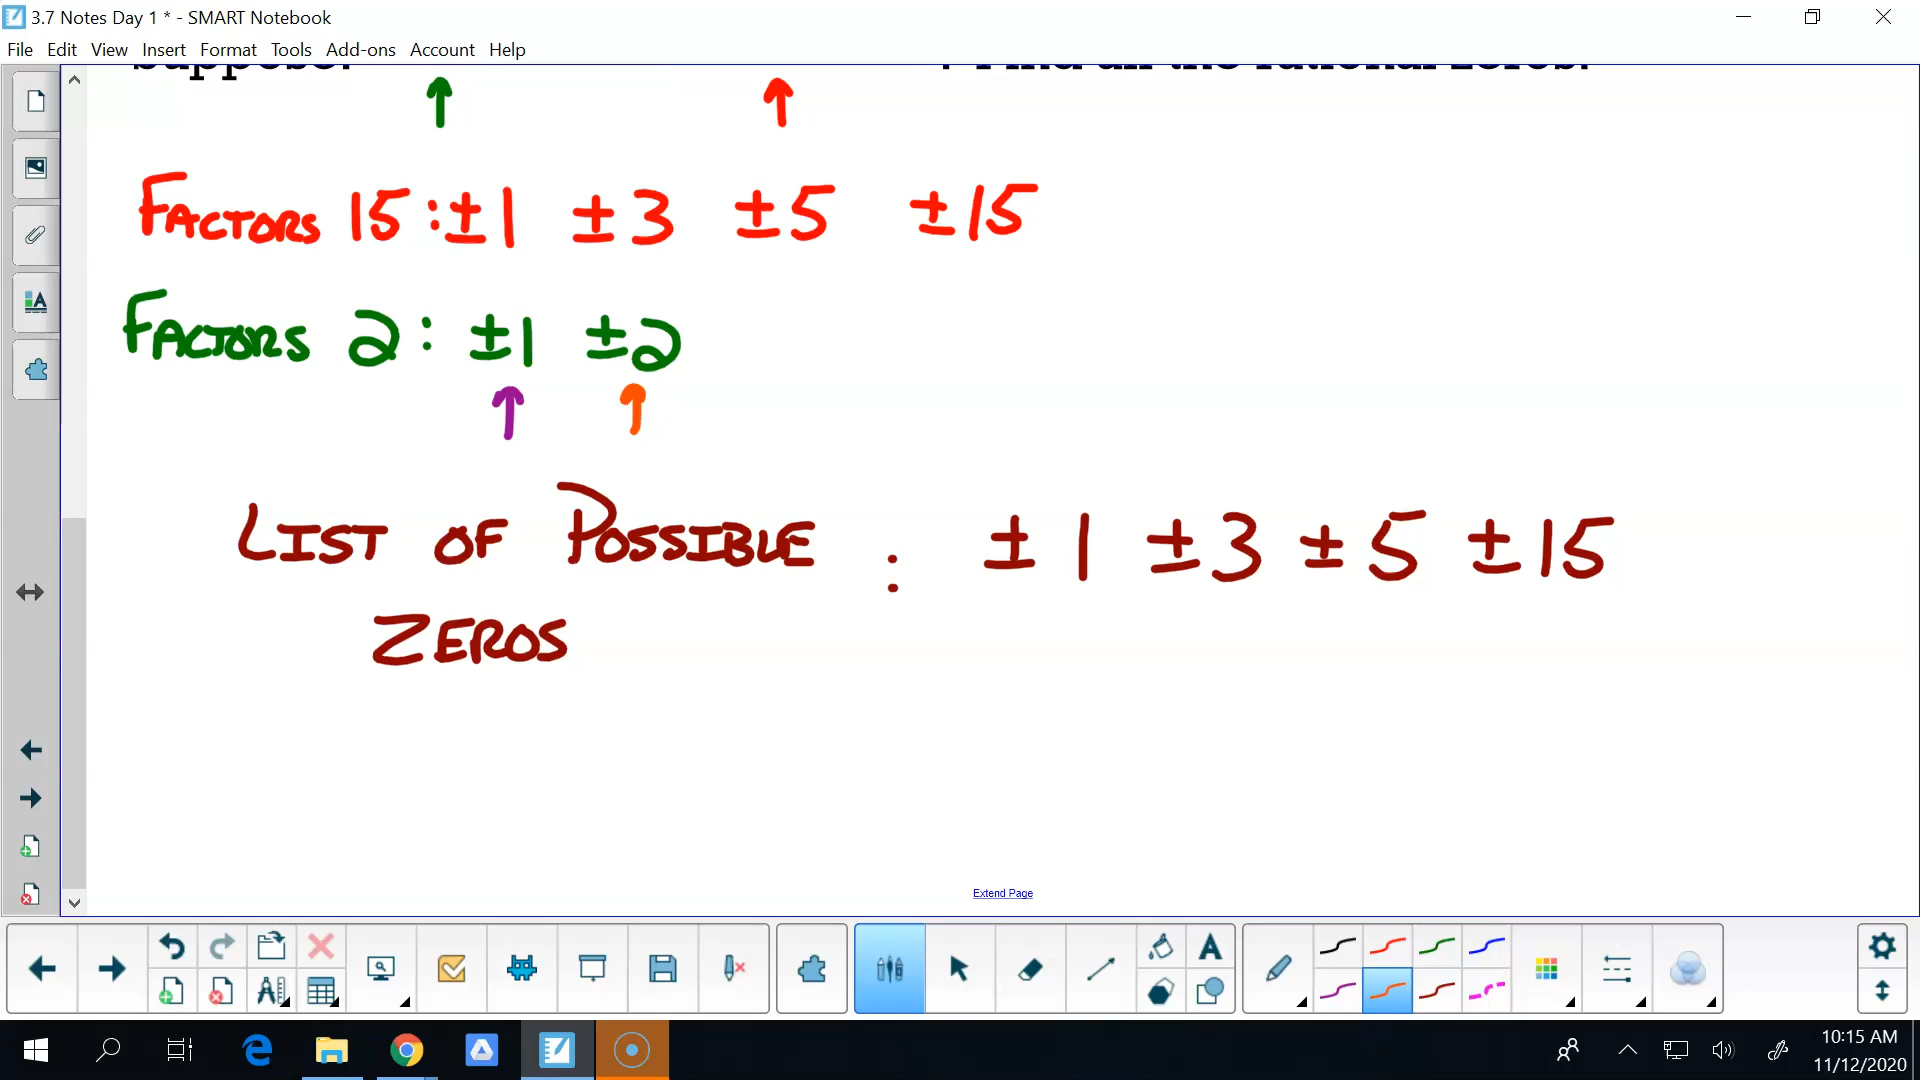 3.7 Notes Day 1 * - SMART Notebook
File Edit View Insert Format Tools Add-ons Account Help
FACTORS 15 : ±1 ±3 ±5 ±15
FACTORS 2 : ±1 ±2
LIST OF POSSIBLE : ±1 ±3 ±5 ±15
ZEROS
Extend Page
10:15 AM
11/12/2020